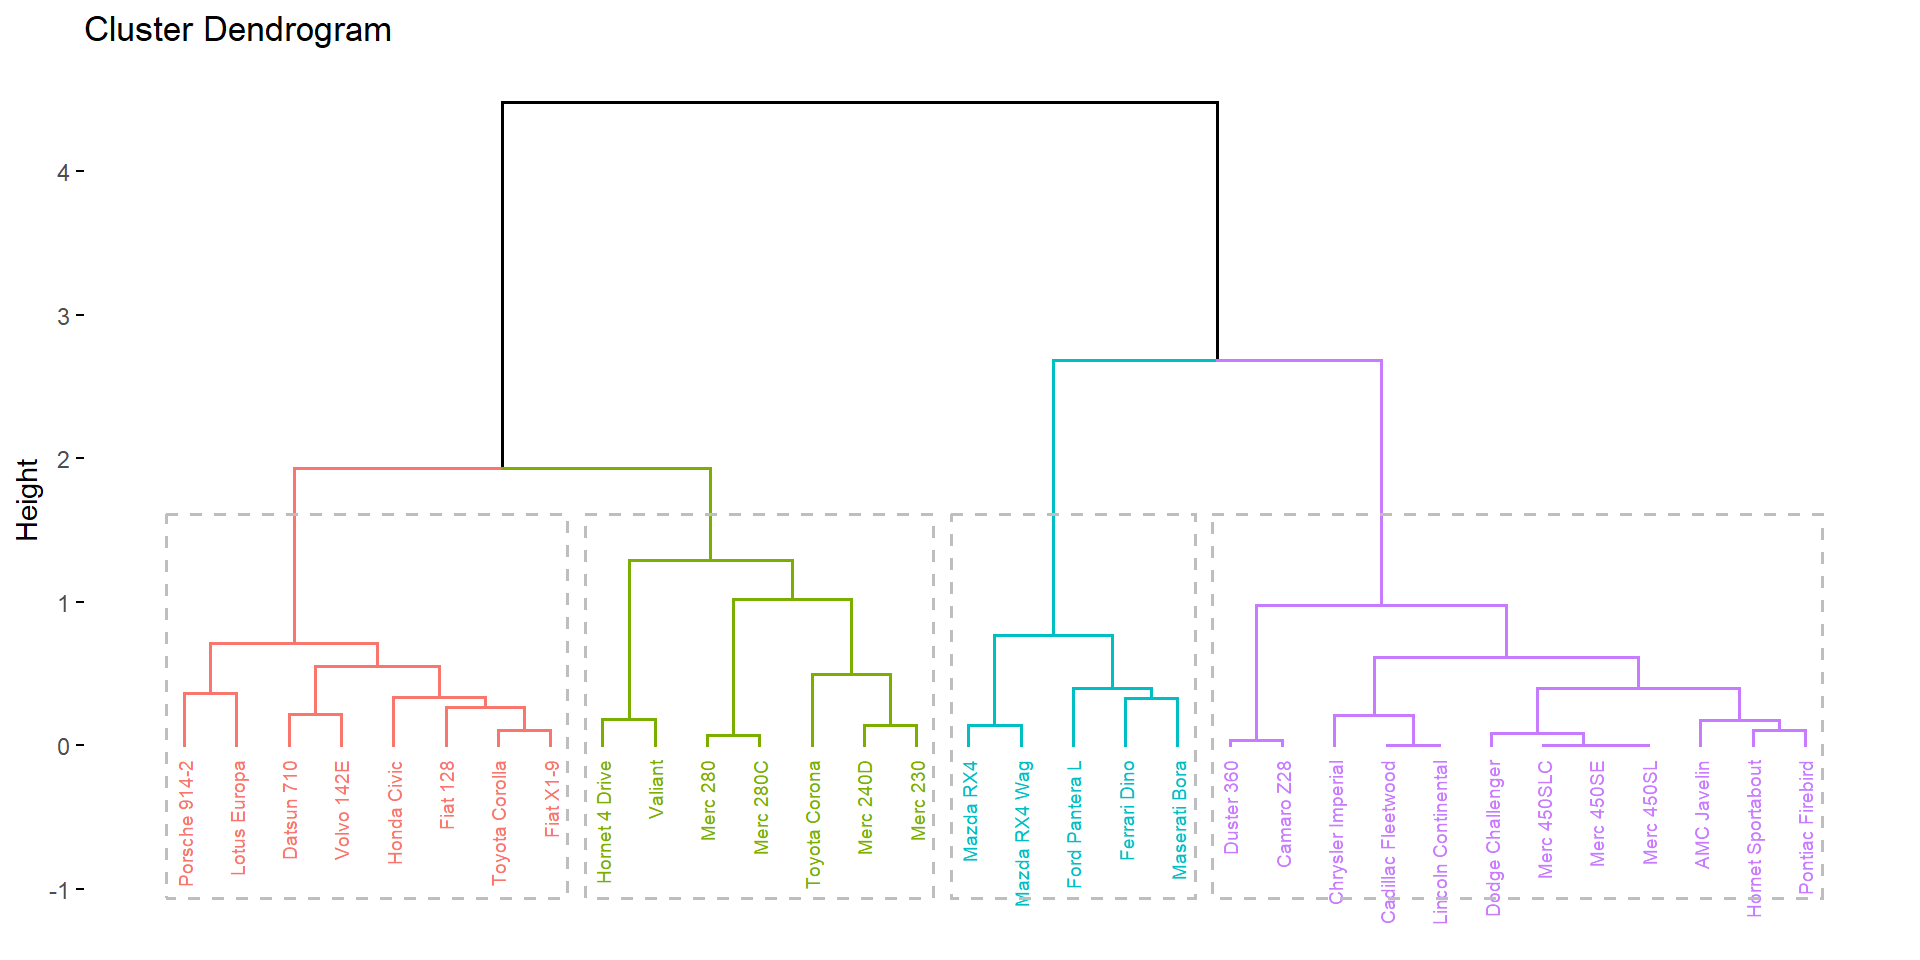 Cluster Dendrogram
4
3
2
1
0
-1
Height
Porsche 914-2
Lotus Europa
Datsun 710
Volvo 142E
Honda Civic
Fiat 128
Toyota Corolla
Fiat X1-9
Hornet 4 Drive
Valiant
Merc 280
Merc 280C
Toyota Corona
Merc 240D
Merc 230
Mazda RX4
Mazda RX4 Wag
Ford Pantera L
Ferrari Dino
Maserati Bora
Duster 360
Camaro Z28
Chrysler Imperial
Cadillac Fleetwood
Lincoln Continental
Dodge Challenger
Merc 450SLC
Merc 450SE
Merc 450SL
AMC Javelin
Hornet Sportabout
Pontiac Firebird